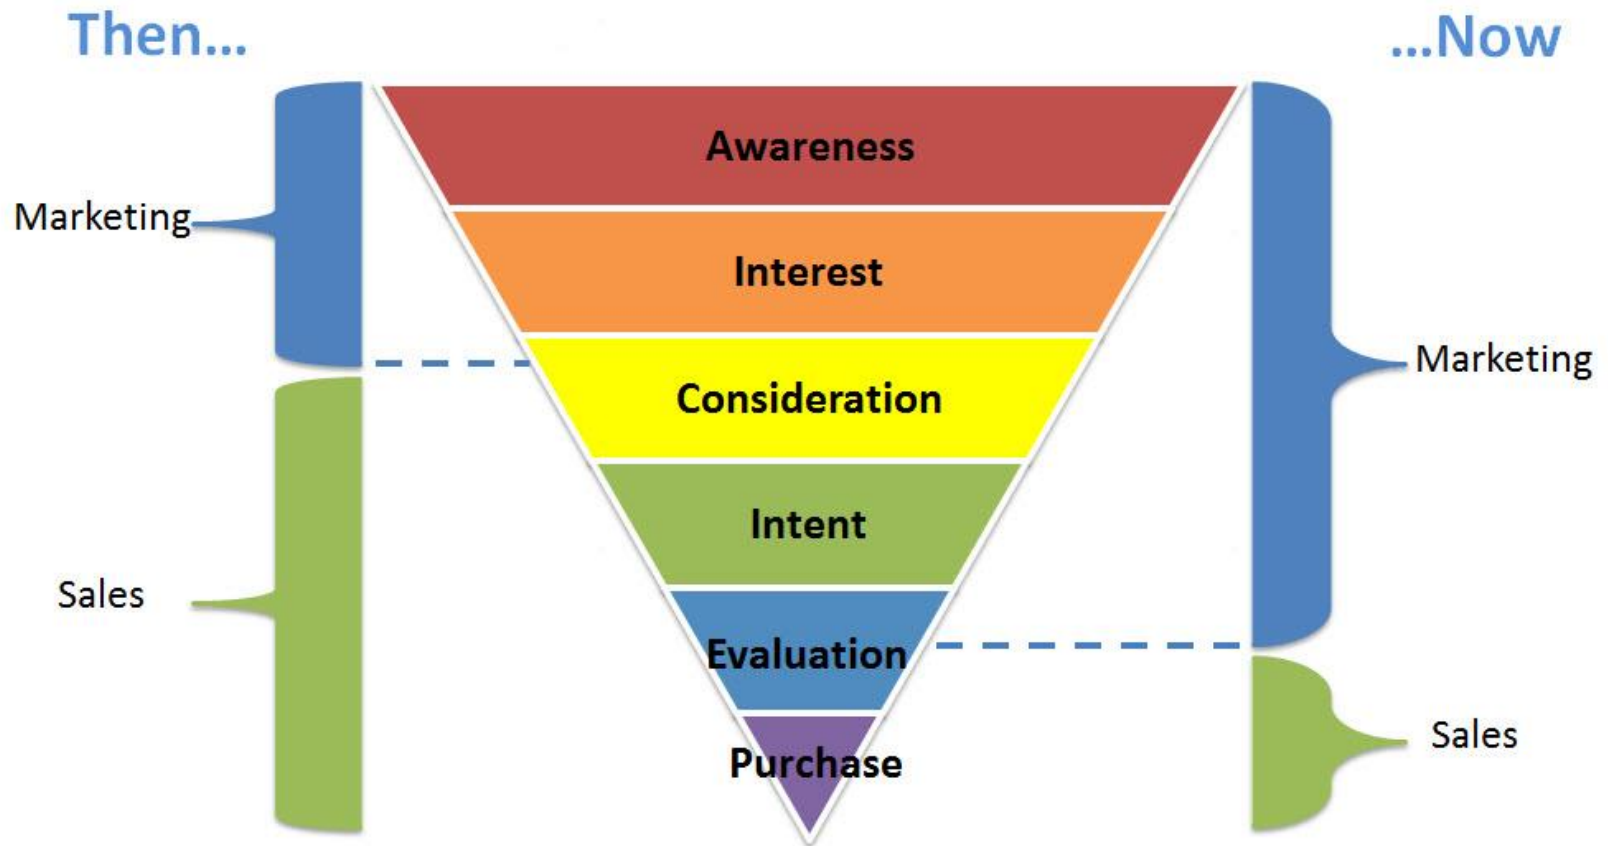 Then...
...Now
Awareness
Marketing
Interest
Marketing
Consideration
Intent
Sales
Evaluation
Sales
Purchase